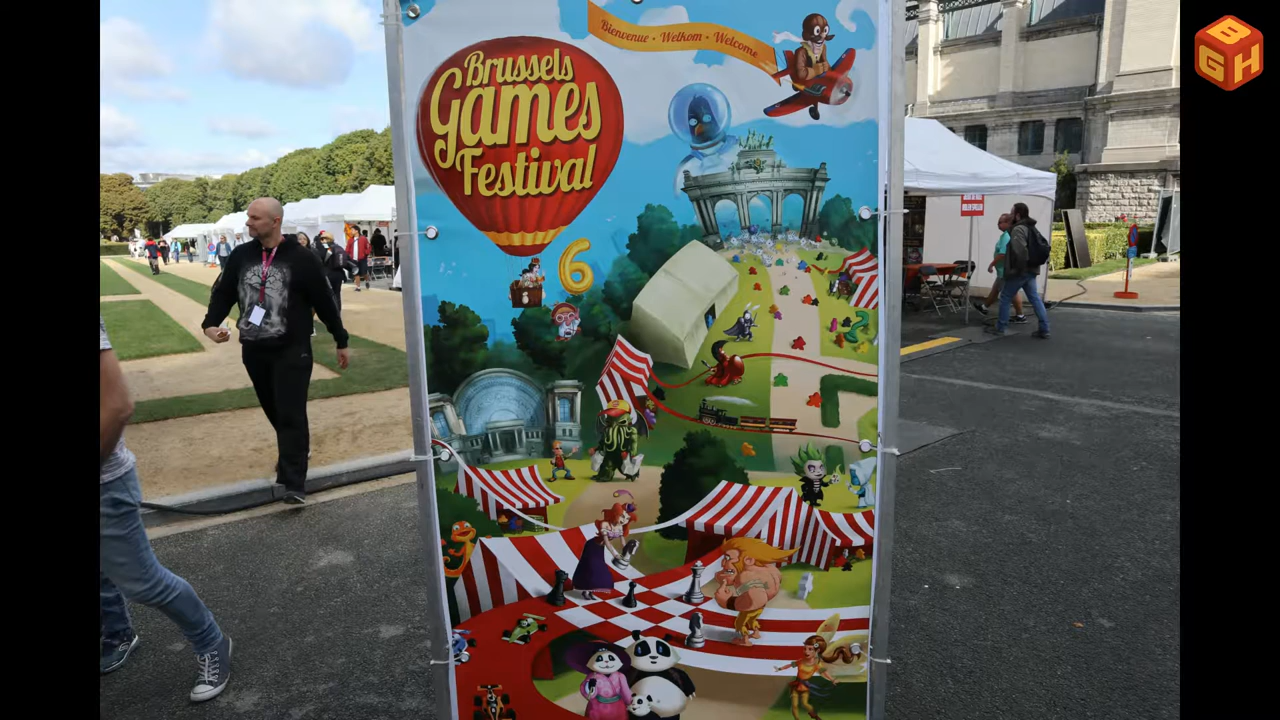 Bienvenue • Welkom • Welcome
Brussels
Games
Festival
6
B
G H